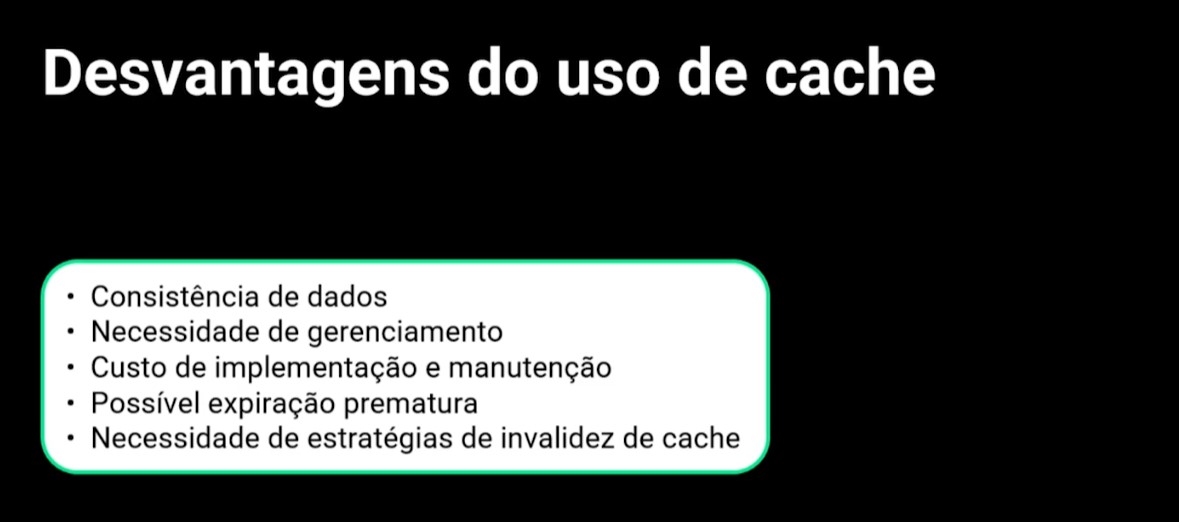 Desvantagens do uso de cache
• Consistência de dados
• Necessidade de gerenciamento
• Custo de implementação e manutenção
• Possível expiração prematura
• Necessidade de estratégias de invalidez de cache